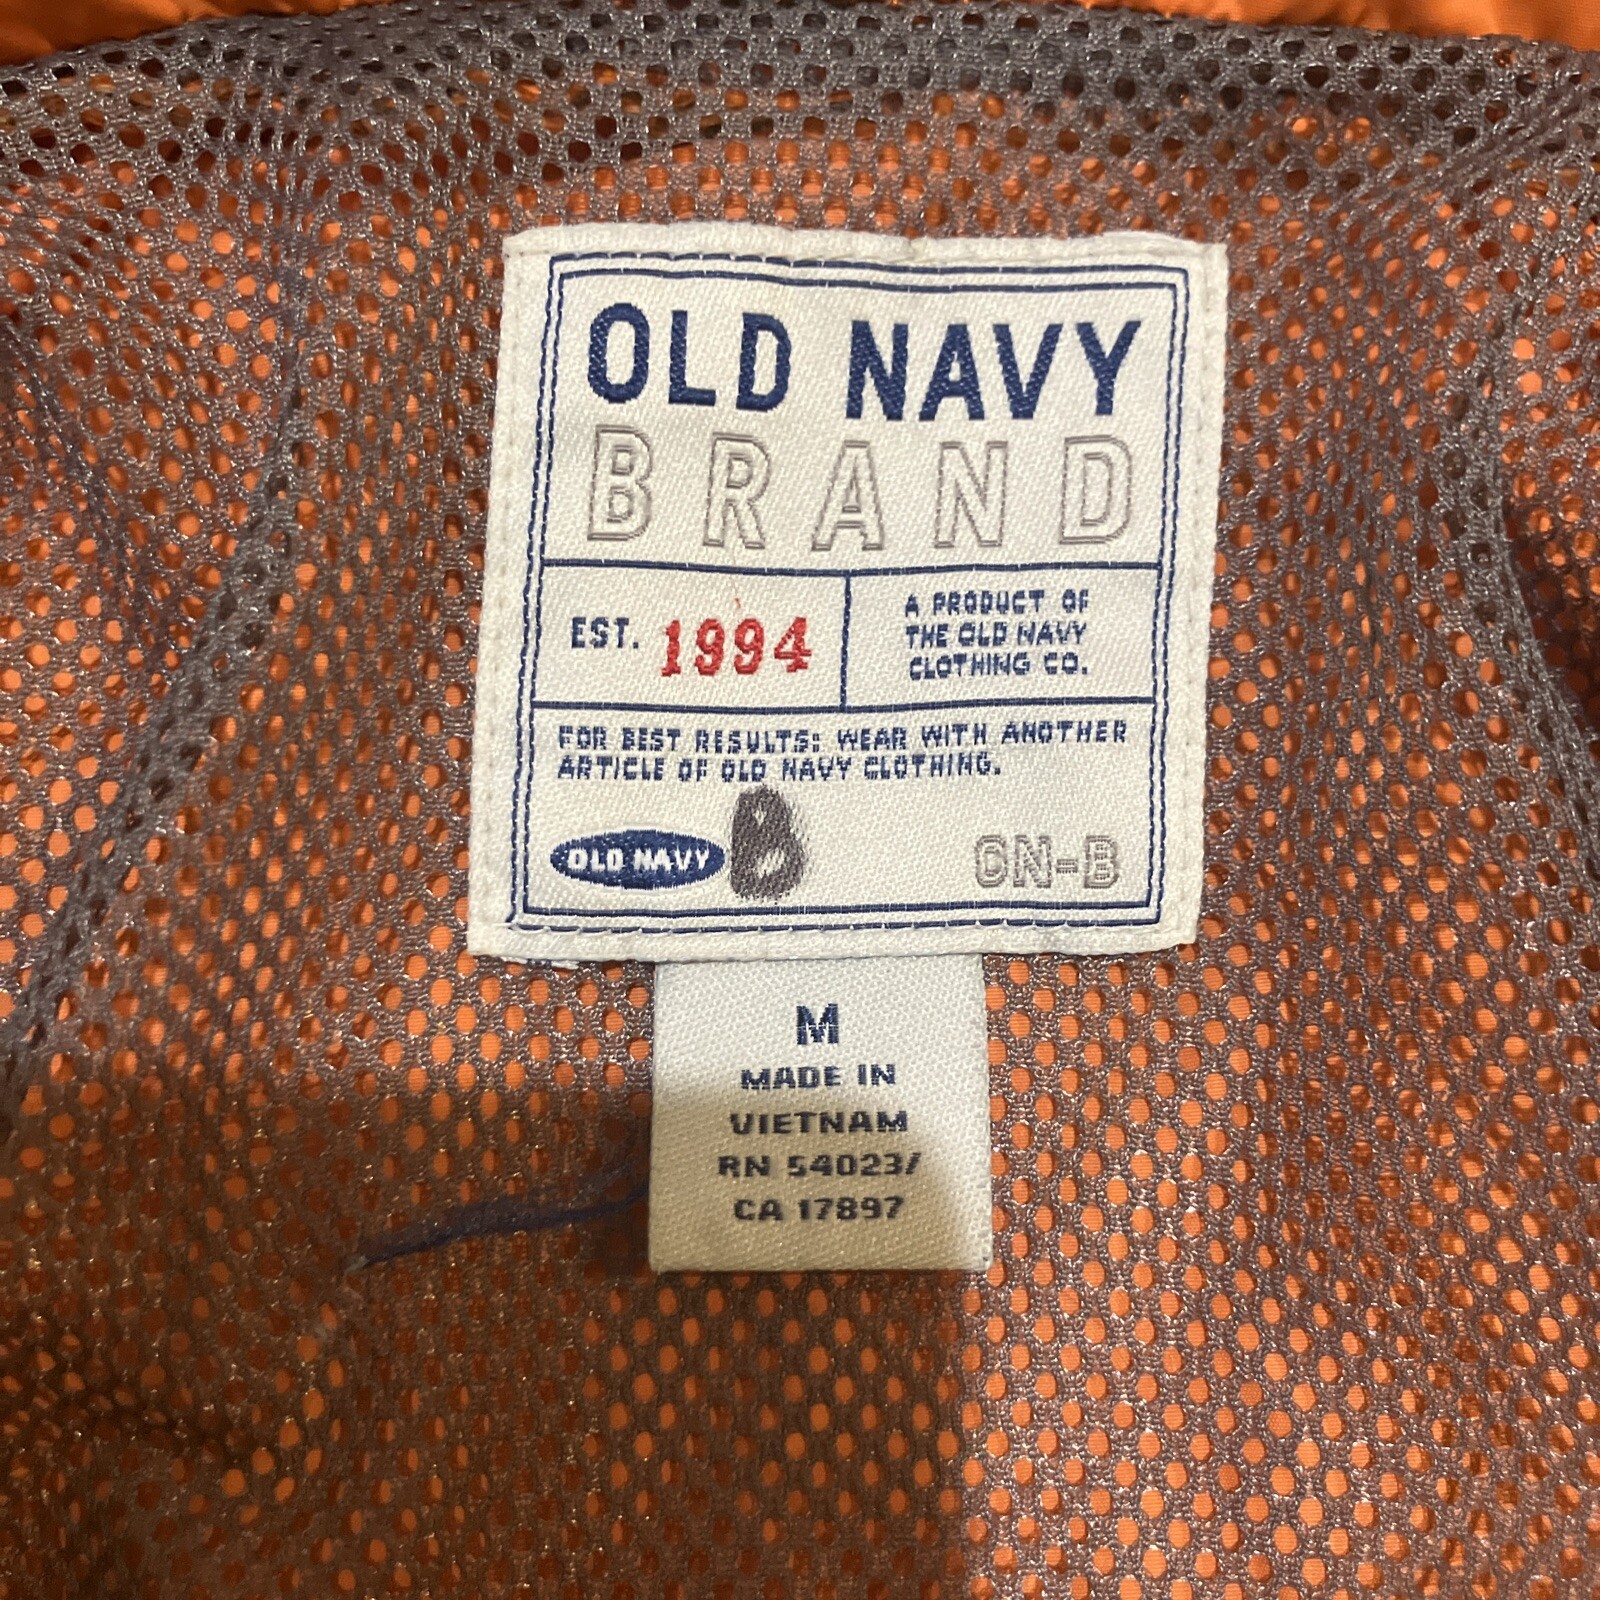 OLD NAVY
BRAND
EST. 1994
A PRODUCT OF
THE OLD NAVY
CLOTHING CO.
FOR BEST RESULTS: WEAR WITH ANOTHER
ARTICLE OF OLD NAVY CLOTHING.
OLD NAVY
B
ON-B
M
MADE IN
VIETNAM
RN 54023/
CA 17897